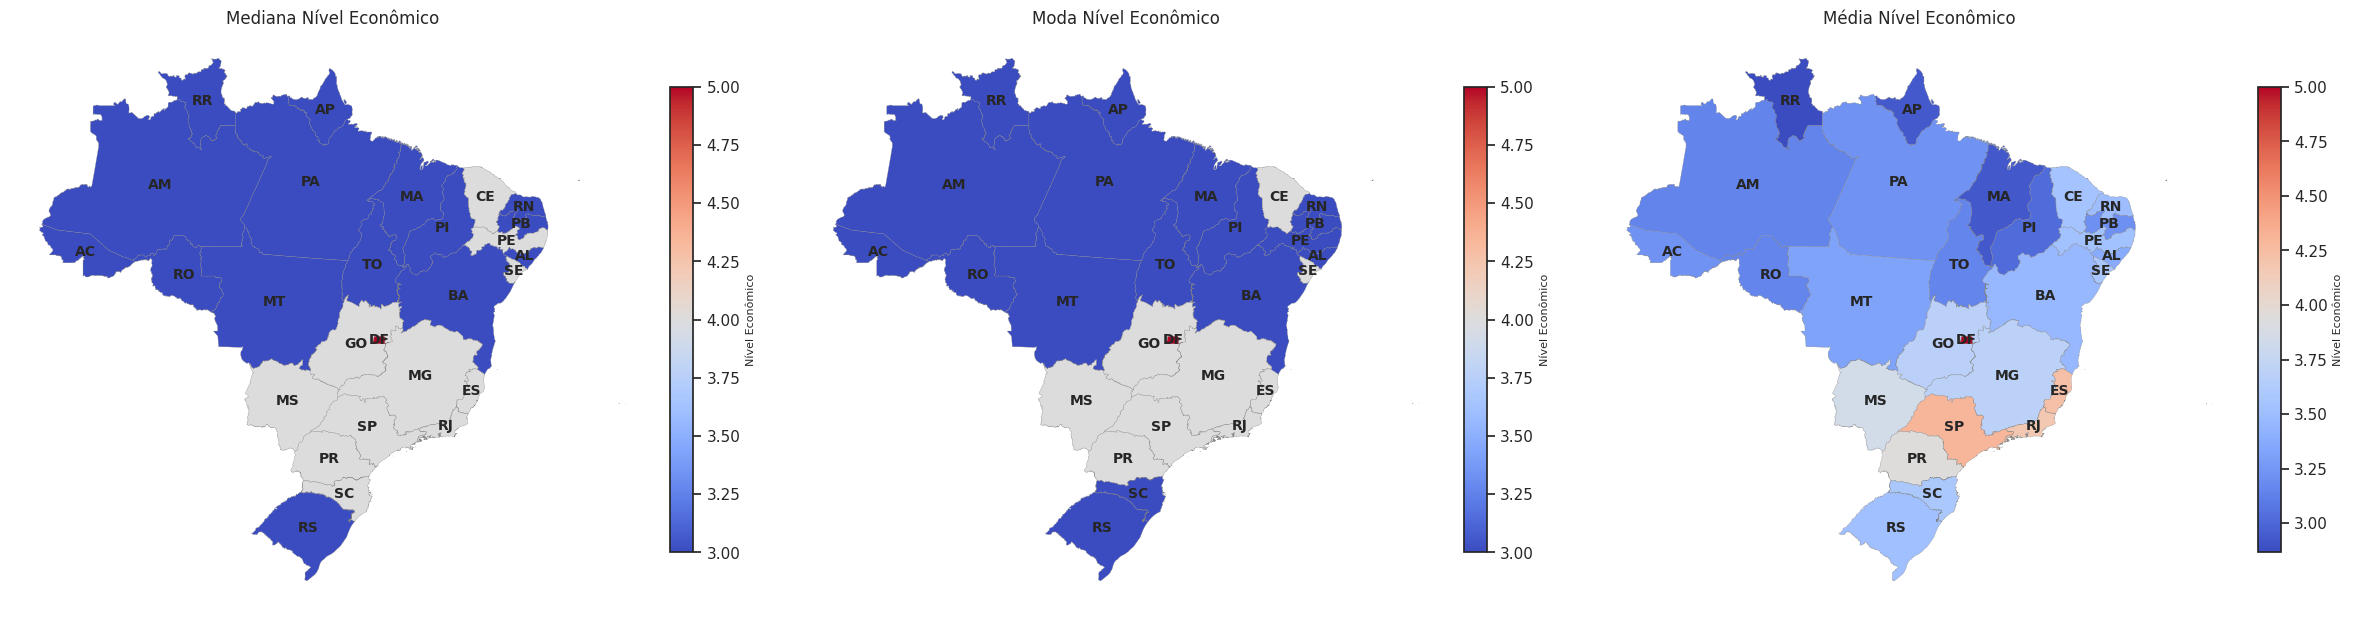 Mediana Nível Econômico
RR
AP
AM
PA
MA
CE
RN
PB
PI
PE
AL
SE
AC
RO
TO
BA
MT
GO
DF
MG
ES
MS
SP
RJ
PR
SC
RS
5.00
4.75
4.50
4.25
4.00
3.75
3.50
3.25
3.00
Nível Econômico
Moda Nível Econômico
RR
AP
AM
PA
MA
CE
RN
PB
PI
PE
AL
SE
AC
RO
TO
BA
MT
GO
DF
MG
ES
MS
SP
RJ
PR
SC
RS
5.00
4.75
4.50
4.25
4.00
3.75
3.50
3.25
3.00
Nível Econômico
Média Nível Econômico
RR
AP
AM
PA
MA
CE
RN
PB
PI
PE
AL
SE
AC
RO
TO
BA
MT
GO
DF
MG
ES
MS
SP
RJ
PR
SC
RS
5.00
4.75
4.50
4.25
4.00
3.75
3.50
3.25
3.00
Nível Econômico